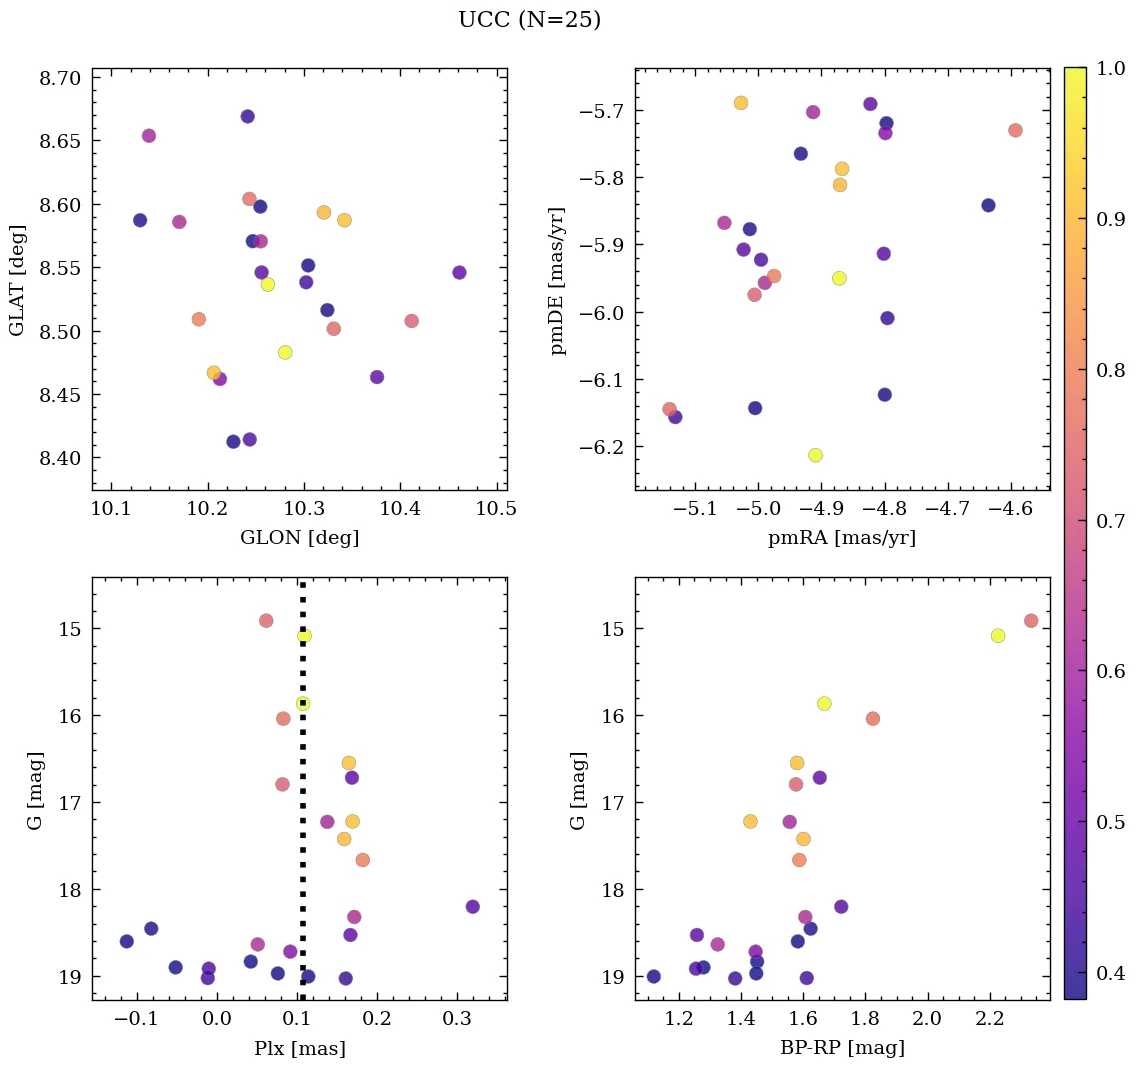 UCC (N=25)
8.70
8.65
8.60
8.55
8.50
8.45
8.40
GLAT [deg]
10.1 10.2 10.3 10.4 10.5
GLON [deg]
−5.7
−5.8
−5.9
−6.0
−6.1
−6.2
pmDE [mas/yr]
−5.1 −5.0 −4.9 −4.8 −4.7 −4.6
pmRA [mas/yr]
15
16
17
18
19
G [mag]
−0.1 0.0 0.1 0.2 0.3
Plx [mas]
15
16
17
18
19
G [mag]
1.2 1.4 1.6 1.8 2.0 2.2
BP-RP [mag]
1.0
0.9
0.8
0.7
0.6
0.5
0.4